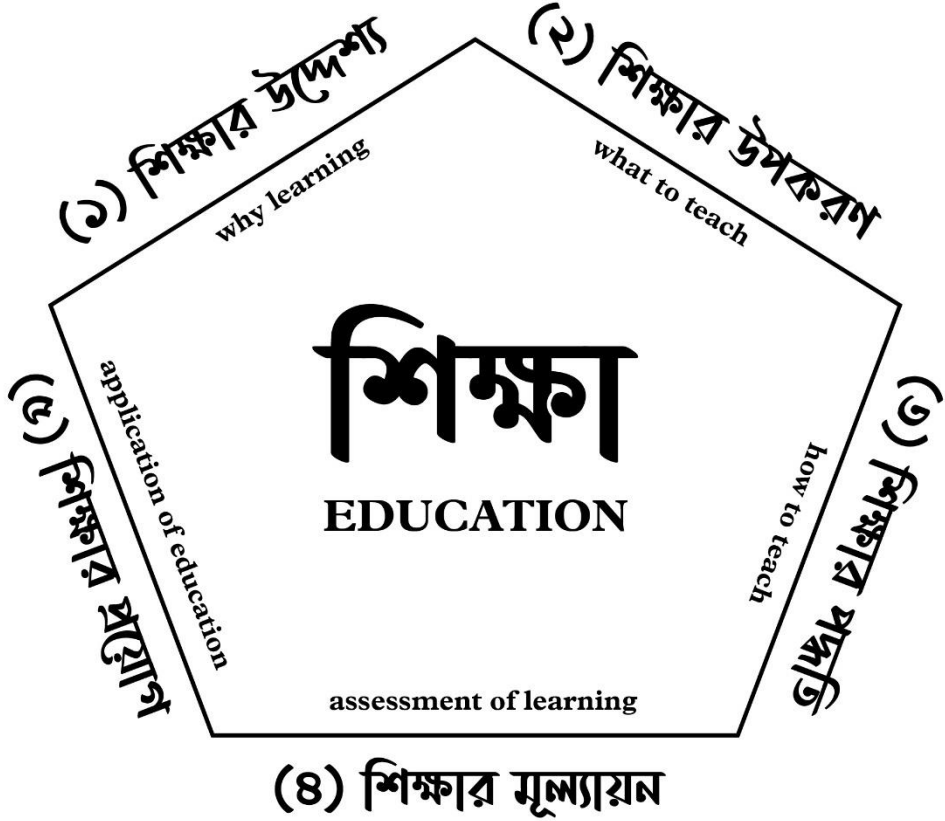 (১) শিক্ষার উদ্দেশ্য
why learning
(২) শিক্ষার উপকরণ
what to teach
শিক্ষা
EDUCATION
(৩) শিক্ষার পদ্ধতি
how to teach
(৪) শিক্ষার মূল্যায়ন
assessment of learning
(৫) শিক্ষার প্রয়োগ
application of education